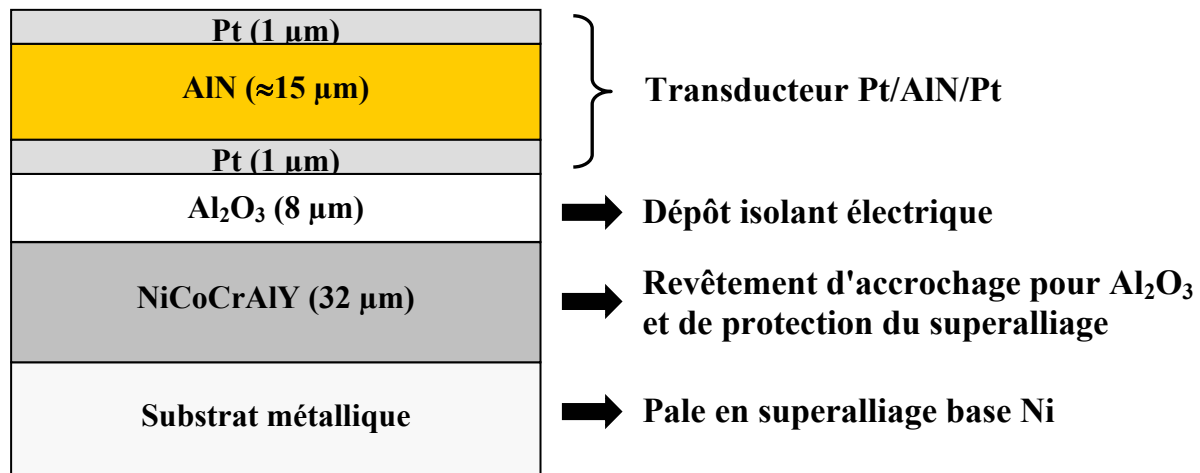 Pt (1 µm)
AlN (≈15 µm)
Transducteur Pt/AlN/Pt
Pt (1 µm)
Al₂O₃ (8 µm)
Dépôt isolant électrique
NiCoCrAlY (32 µm)
Revêtement d'accrochage pour Al₂O₃
et de protection du superalliage
Substrat métallique
Pale en superalliage base Ni